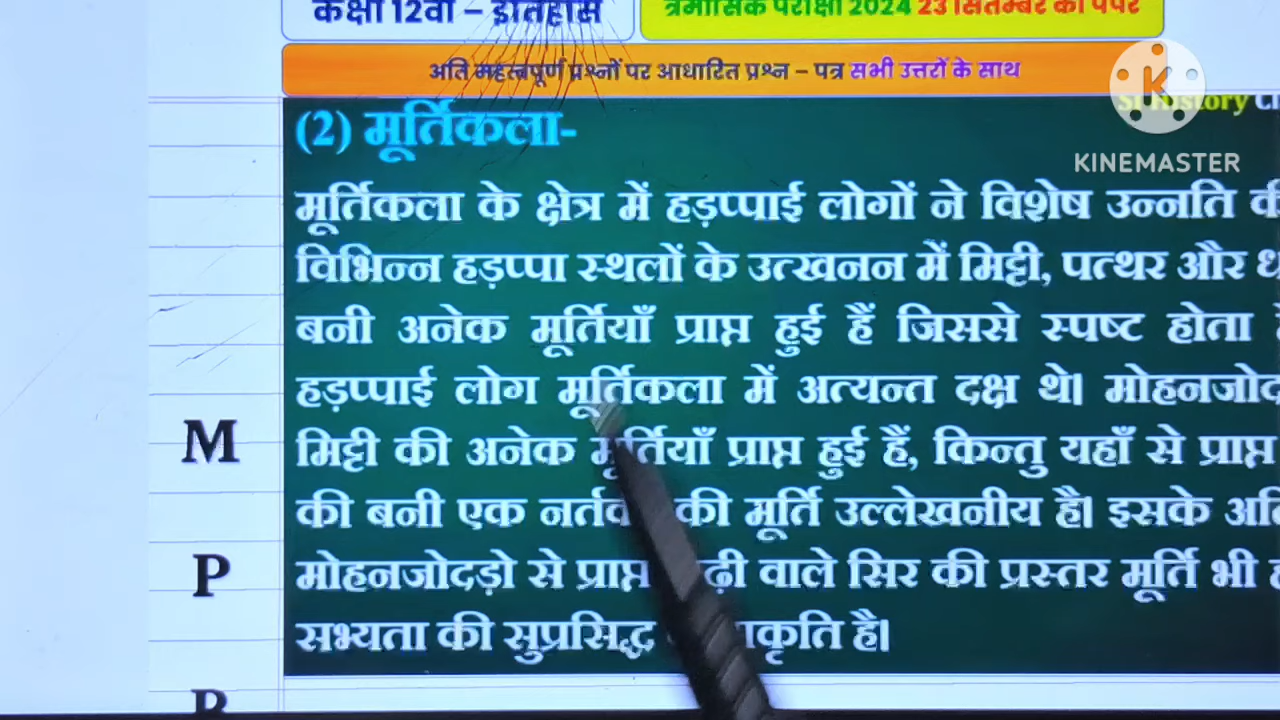 कक्षा 12वी – इतिहास
त्रैमासिक परीक्षा 2024 23 सितम्बर का पेपर
अति महत्वपूर्ण प्रश्नों पर आधारित प्रश्न – पत्र सभी उत्तरों के साथ
History
KINEMASTER
(2) मूर्तिकला-
मूर्तिकला के क्षेत्र में हड़प्पाई लोगों ने विशेष उन्नति
विभिन्न हड़प्पा स्थलों के उत्खनन में मिट्टी, पत्थर और
बनी अनेक मूर्तियाँ प्राप्त हुई हैं जिससे स्पष्ट होता
हड़प्पाई लोग मूर्तिकला में अत्यन्त दक्ष थे।
मिट्टी की अनेक मूर्तियाँ प्राप्त हुई हैं, किन्तु यहाँ से प्राप्त
की बनी एक की मूर्ति उल्लेखनीय है। इसके
मोहनजोदड़ो से प्राप्त वाले सिर की प्रस्तर मूर्ति भी
सभ्यता की सुप्रसिद्ध है।
M
P